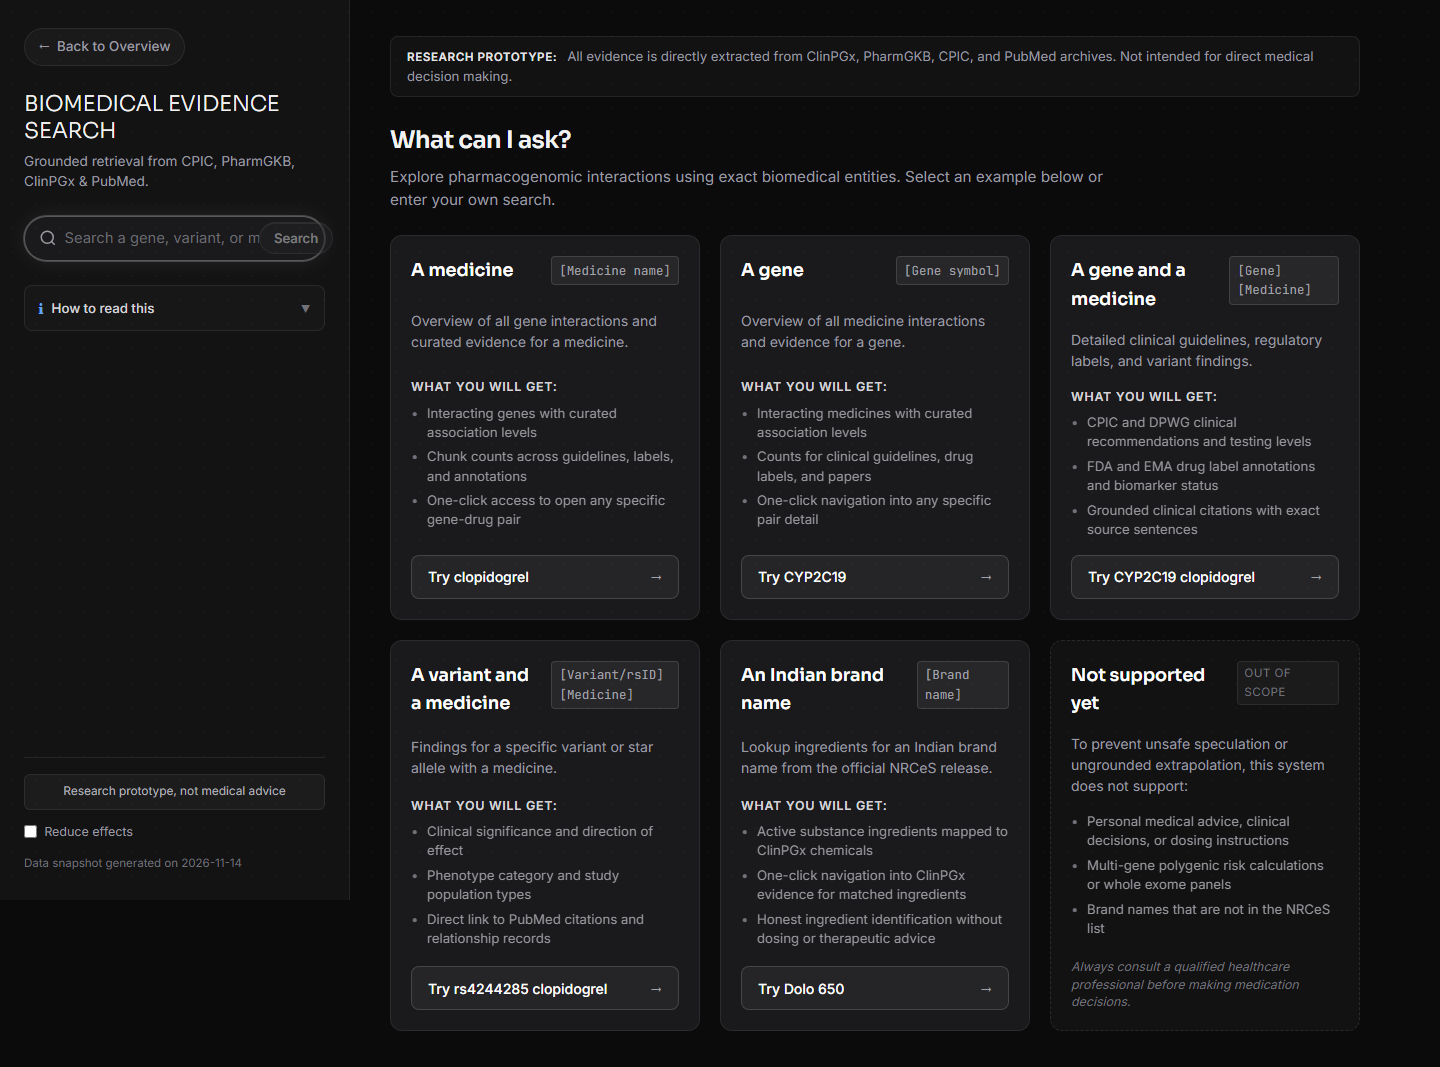 ← Back to Overview
BIOMEDICAL EVIDENCE
SEARCH
Grounded retrieval from CPIC, PharmGKB,
ClinPGx & PubMed.
Search a gene, variant, or m
Search
ℹ How to read this ▼
Research prototype, not medical advice
Reduce effects
Data snapshot generated on 2026-11-14
RESEARCH PROTOTYPE: All evidence is directly extracted from ClinPGx, PharmGKB, CPIC, and PubMed archives. Not intended for direct medical
decision making.
What can I ask?
Explore pharmacogenomic interactions using exact biomedical entities. Select an example below or
enter your own search.
A medicine
[Medicine name]
Overview of all gene interactions and
curated evidence for a medicine.
WHAT YOU WILL GET:
• Interacting genes with curated
association levels
• Chunk counts across guidelines, labels,
and annotations
• One-click access to open any specific
gene-drug pair
Try clopidogrel →
A gene
[Gene symbol]
Overview of all medicine interactions
and evidence for a gene.
WHAT YOU WILL GET:
• Interacting medicines with curated
association levels
• Counts for clinical guidelines, drug
labels, and papers
• One-click navigation into any specific
pair detail
Try CYP2C19 →
A gene and a
medicine
[Gene]
[Medicine]
Detailed clinical guidelines, regulatory
labels, and variant findings.
WHAT YOU WILL GET:
• CPIC and DPWG clinical
recommendations and testing levels
• FDA and EMA drug label annotations
and biomarker status
• Grounded clinical citations with exact
source sentences
Try CYP2C19 clopidogrel →
A variant and
a medicine
[Variant/rsID]
[Medicine]
Findings for a specific variant or star
allele with a medicine.
WHAT YOU WILL GET:
• Clinical significance and direction of
effect
• Phenotype category and study
population types
• Direct link to PubMed citations and
relationship records
Try rs4244285 clopidogrel →
An Indian brand
name
[Brand
name]
Lookup ingredients for an Indian brand
name from the official NRCeS release.
WHAT YOU WILL GET:
• Active substance ingredients mapped to
ClinPGx chemicals
• One-click navigation into ClinPGx
evidence for matched ingredients
• Honest ingredient identification without
dosing or therapeutic advice
Try Dolo 650 →
Not supported
yet
OUT OF
SCOPE
To prevent unsafe speculation or
ungrounded extrapolation, this system
does not support:
• Personal medical advice, clinical
decisions, or dosing instructions
• Multi-gene polygenic risk calculations
or whole exome panels
• Brand names that are not in the NRCeS
list
Always consult a qualified healthcare
professional before making medication
decisions.